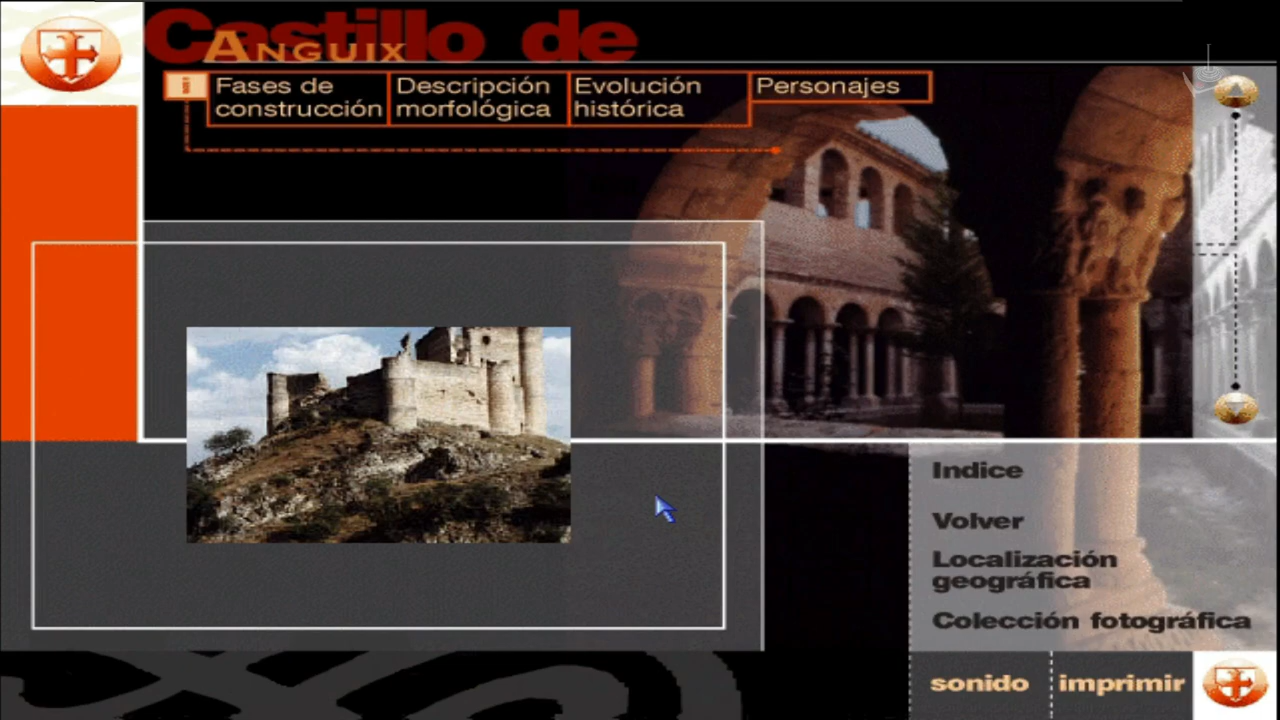 Castillo de
ANGUIX
Fases de
construcción
Descripción
morfológica
Evolución
histórica
Personajes
Indice
Volver
Localización
geográfica
Colección fotográfica
sonido
imprimir